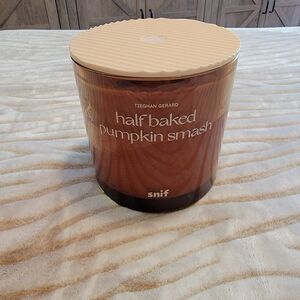 TIEGHAN GERARD
half baked
pumpkin smash
snif